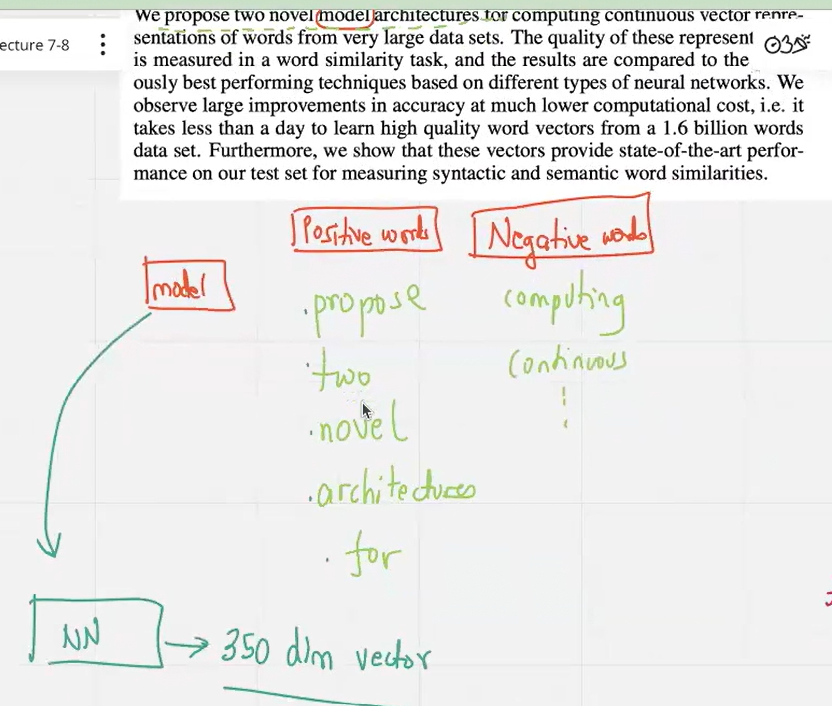 We propose two novel model architectures for computing continuous vector repre-
ecture 7-8
sentations of words from very large data sets. The quality of these represent
is measured in a word similarity task, and the results are compared to the
ously best performing techniques based on different types of neural networks. We
observe large improvements in accuracy at much lower computational cost, i.e. it
takes less than a day to learn high quality word vectors from a 1.6 billion words
data set. Furthermore, we show that these vectors provide state-of-the-art perfor-
mance on our test set for measuring syntactic and semantic word similarities.
Positive words
Negative words
model
.propose
computing
.two
continuous
.novel
.architectures
.for
NN
350 dim vector